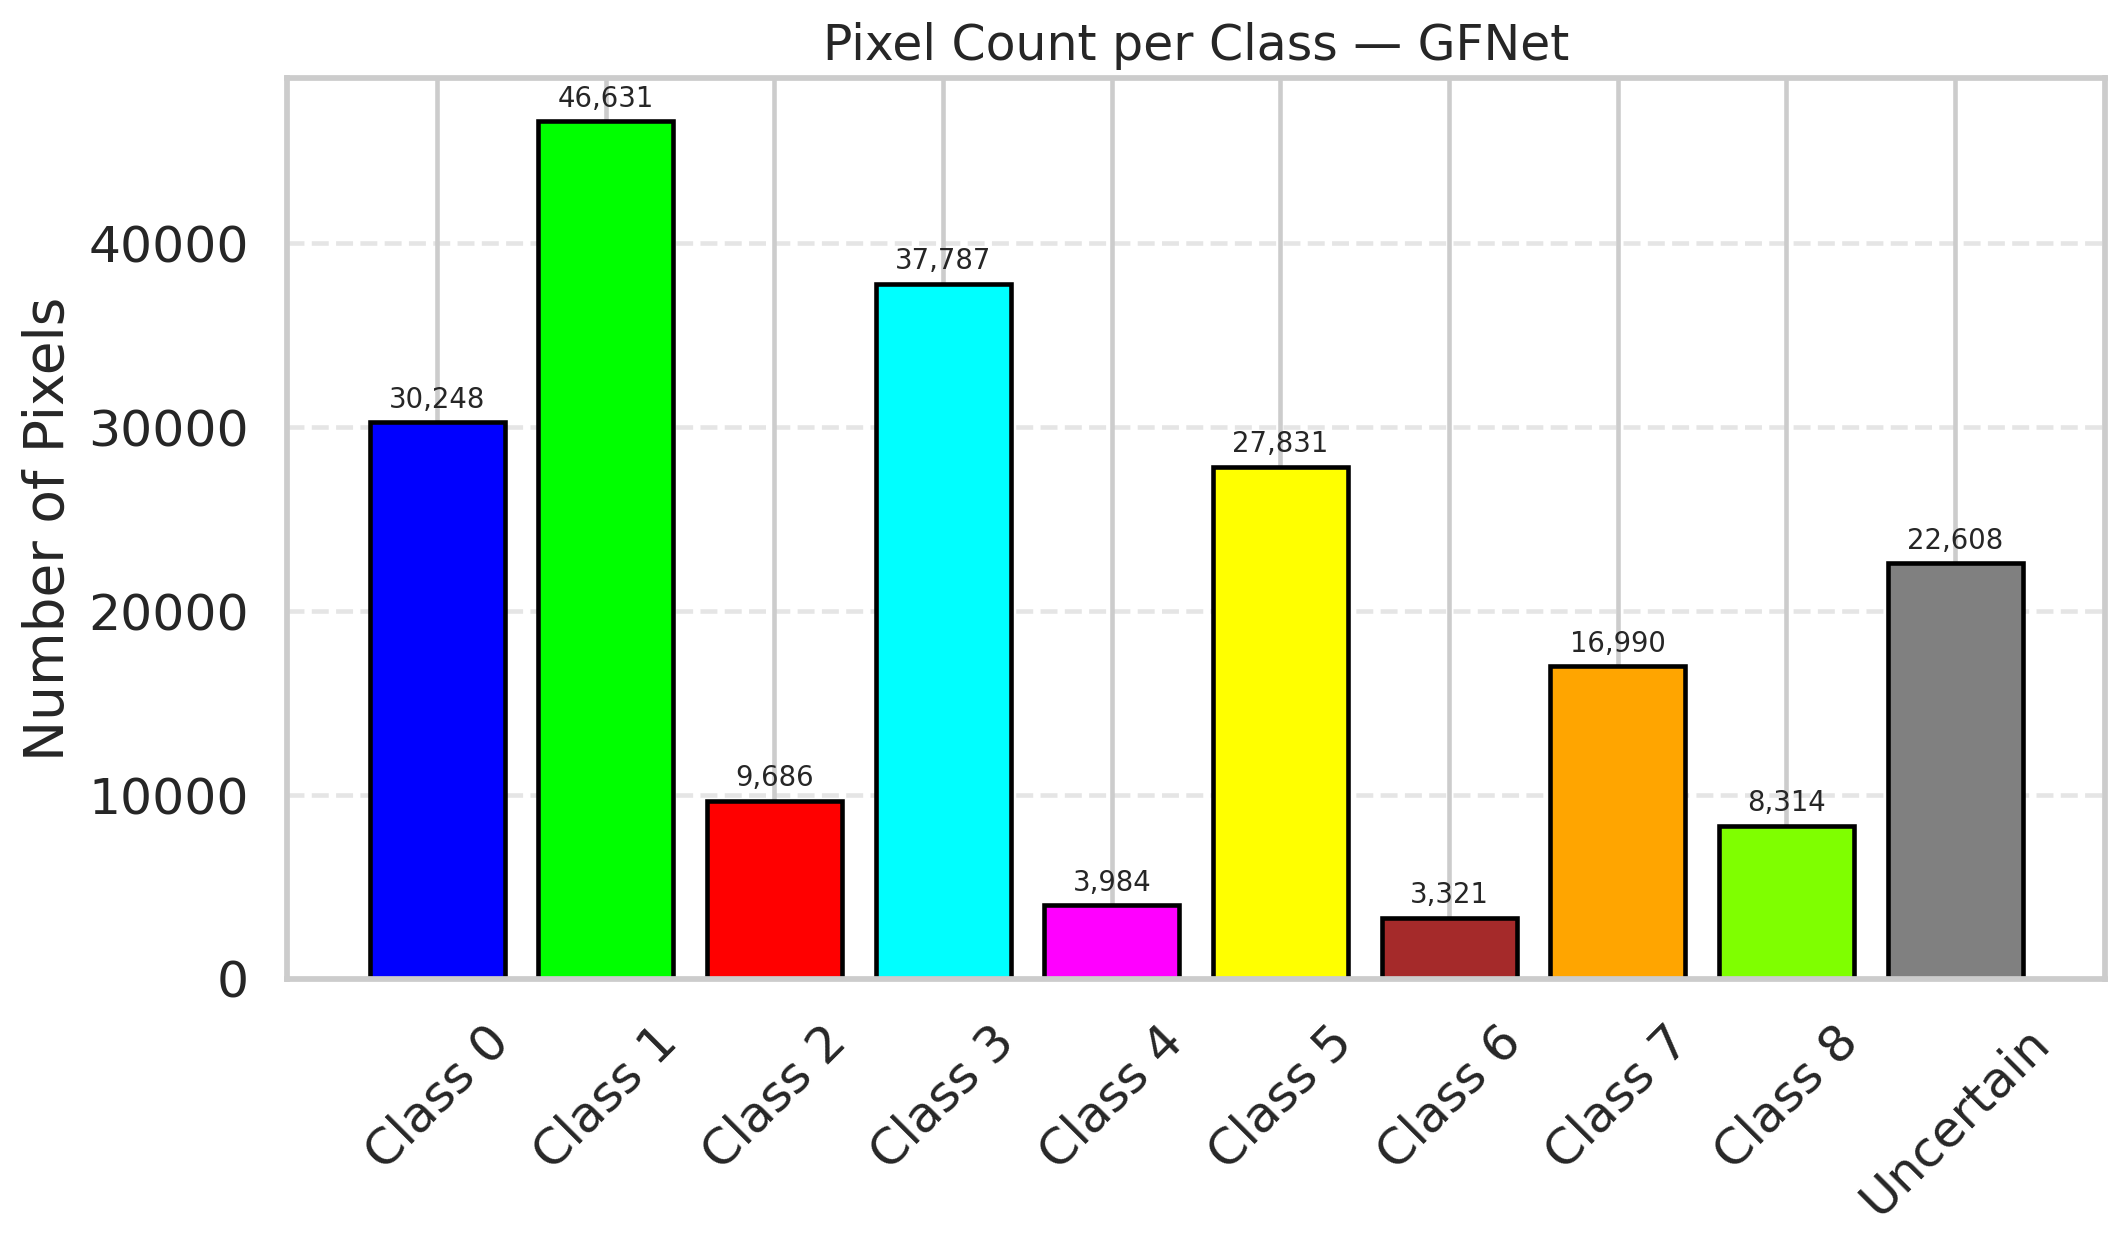 Pixel Count per Class — GFNet
Number of Pixels
40000
30000
20000
10000
0
30,248
46,631
9,686
37,787
3,984
27,831
3,321
16,990
8,314
22,608
Class 0
Class 1
Class 2
Class 3
Class 4
Class 5
Class 6
Class 7
Class 8
Uncertain